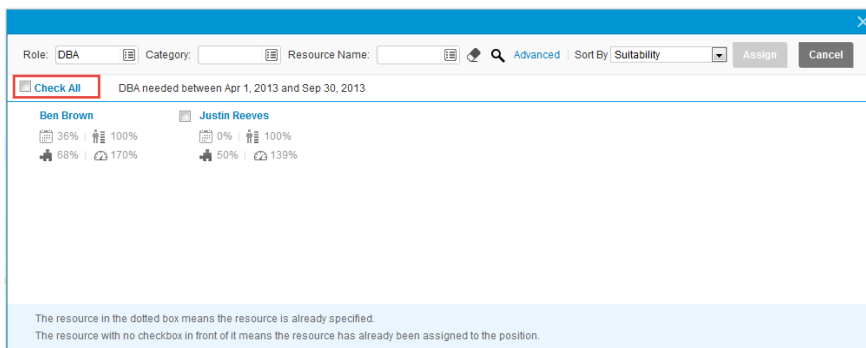 Role: DBA Category: Resource Name: Advanced Sort By Suitability Assign Cancel
Check All DBA needed between Apr 1, 2013 and Sep 30, 2013
Ben Brown Justin Reeves
36% 100% 0% 100%
68% 170% 50% 139%
The resource in the dotted box means the resource is already specified.
The resource with no checkbox in front of it means the resource has already been assigned to the position.